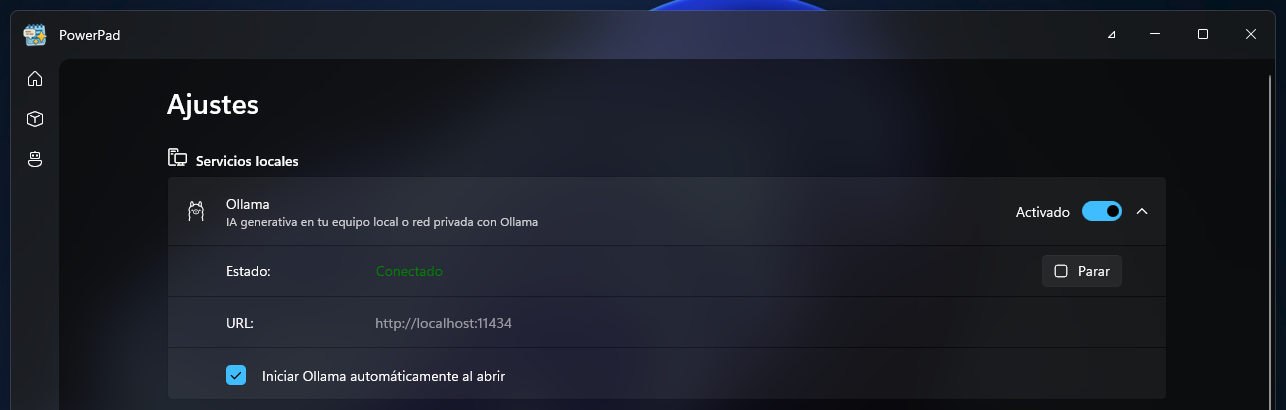 PowerPad
Ajustes
Servicios locales
Ollama
IA generativa en tu equipo local o red privada con Ollama
Activado
Estado:
Conectado
Parar
URL:
http://localhost:11434
Iniciar Ollama automáticamente al abrir